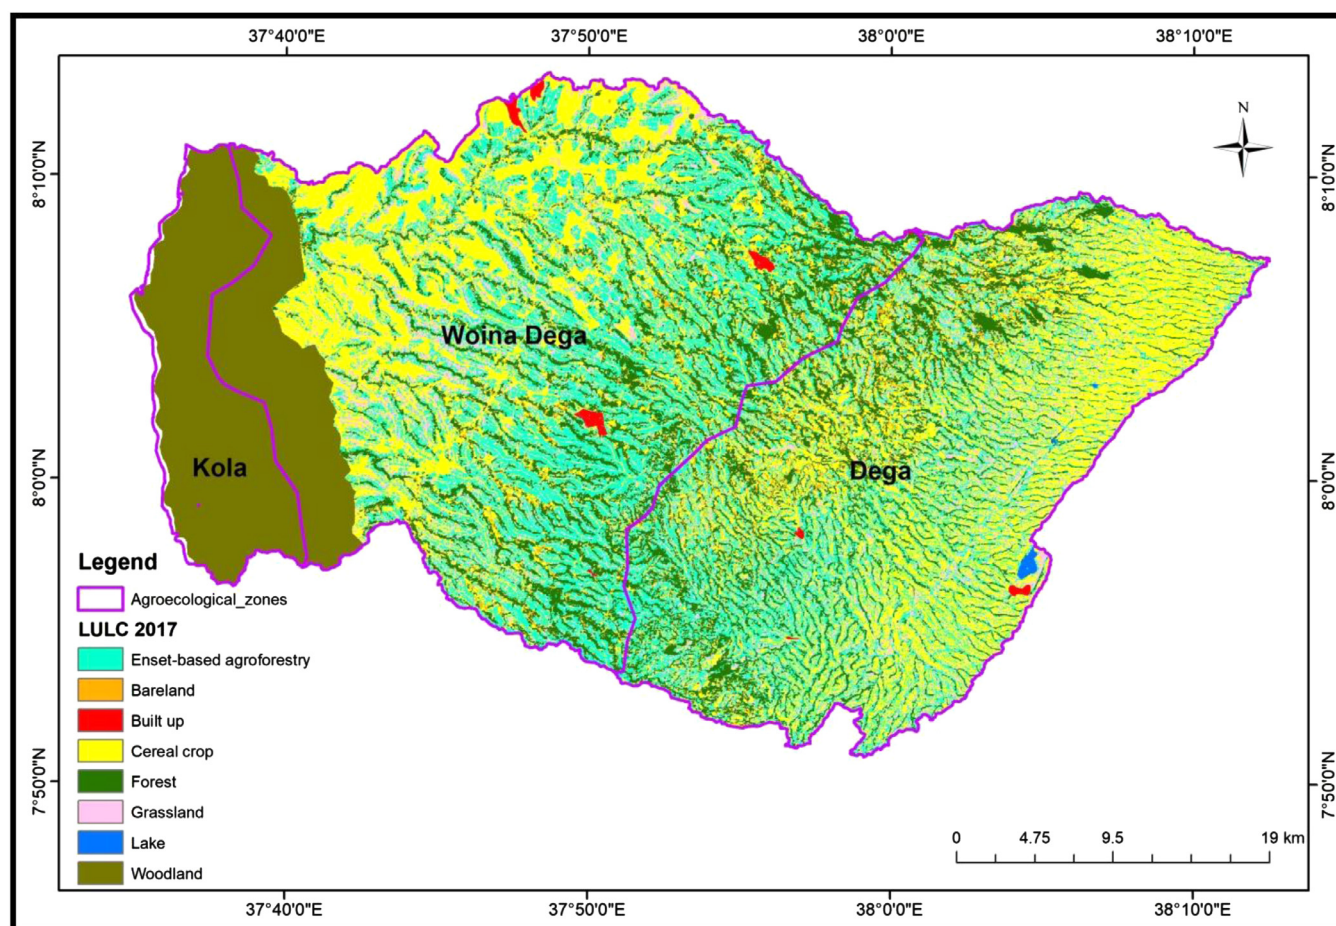 37°40'0"E 37°50'0"E 38°0'0"E 38°10'0"E
N
8°10'0"N 8°10'0"N
Woina Dega
Kola Dega
8°0'0"N 8°0'0"N
Legend
Agroecological_zones
LULC 2017
Enset-based agroforestry
Bareland
Built up
Cereal crop
Forest
Grassland
Lake
Woodland
7°50'0"N 7°50'0"N
0 4.75 9.5 19 km
37°40'0"E 37°50'0"E 38°0'0"E 38°10'0"E